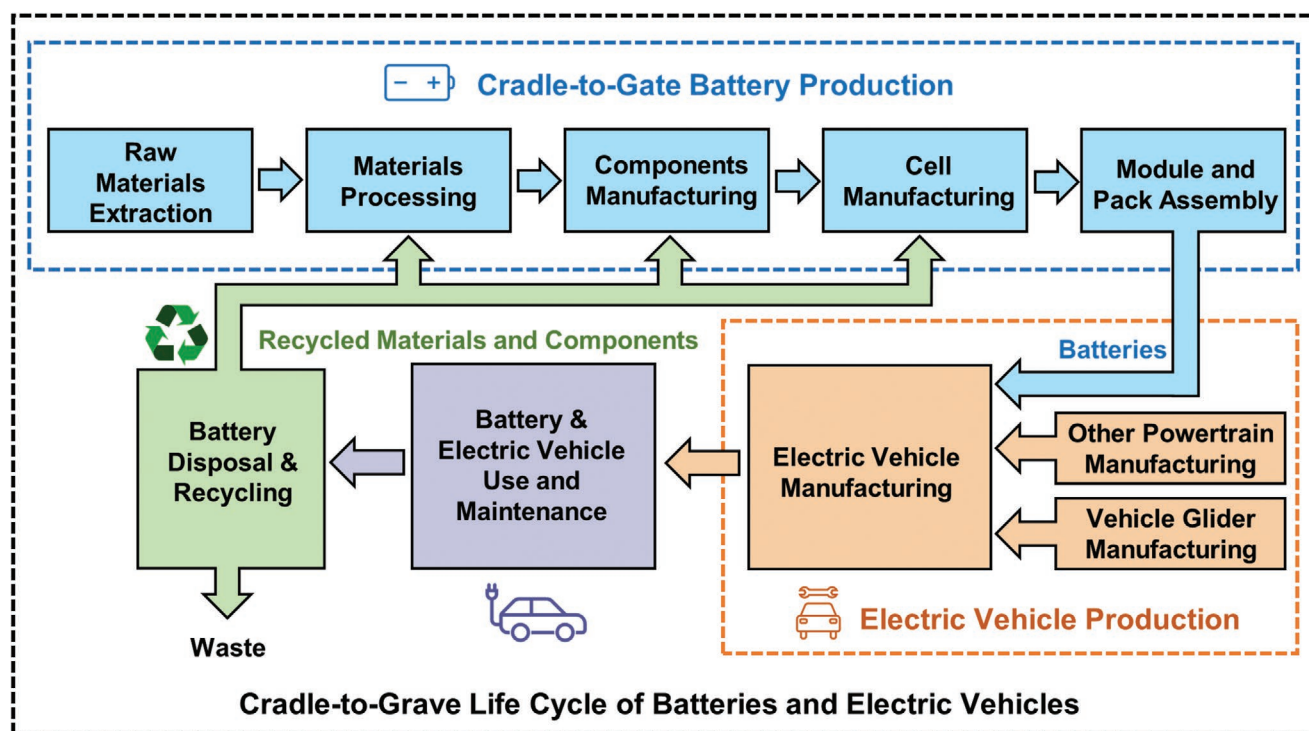 Cradle-to-Gate Battery Production
Raw
Materials
Extraction
Materials
Processing
Components
Manufacturing
Cell
Manufacturing
Module and
Pack Assembly
Recycled Materials and Components
Batteries
Battery
Disposal &
Recycling
Battery &
Electric Vehicle
Use and
Maintenance
Electric Vehicle
Manufacturing
Other Powertrain
Manufacturing
Vehicle Glider
Manufacturing
Waste
Electric Vehicle Production
Cradle-to-Grave Life Cycle of Batteries and Electric Vehicles